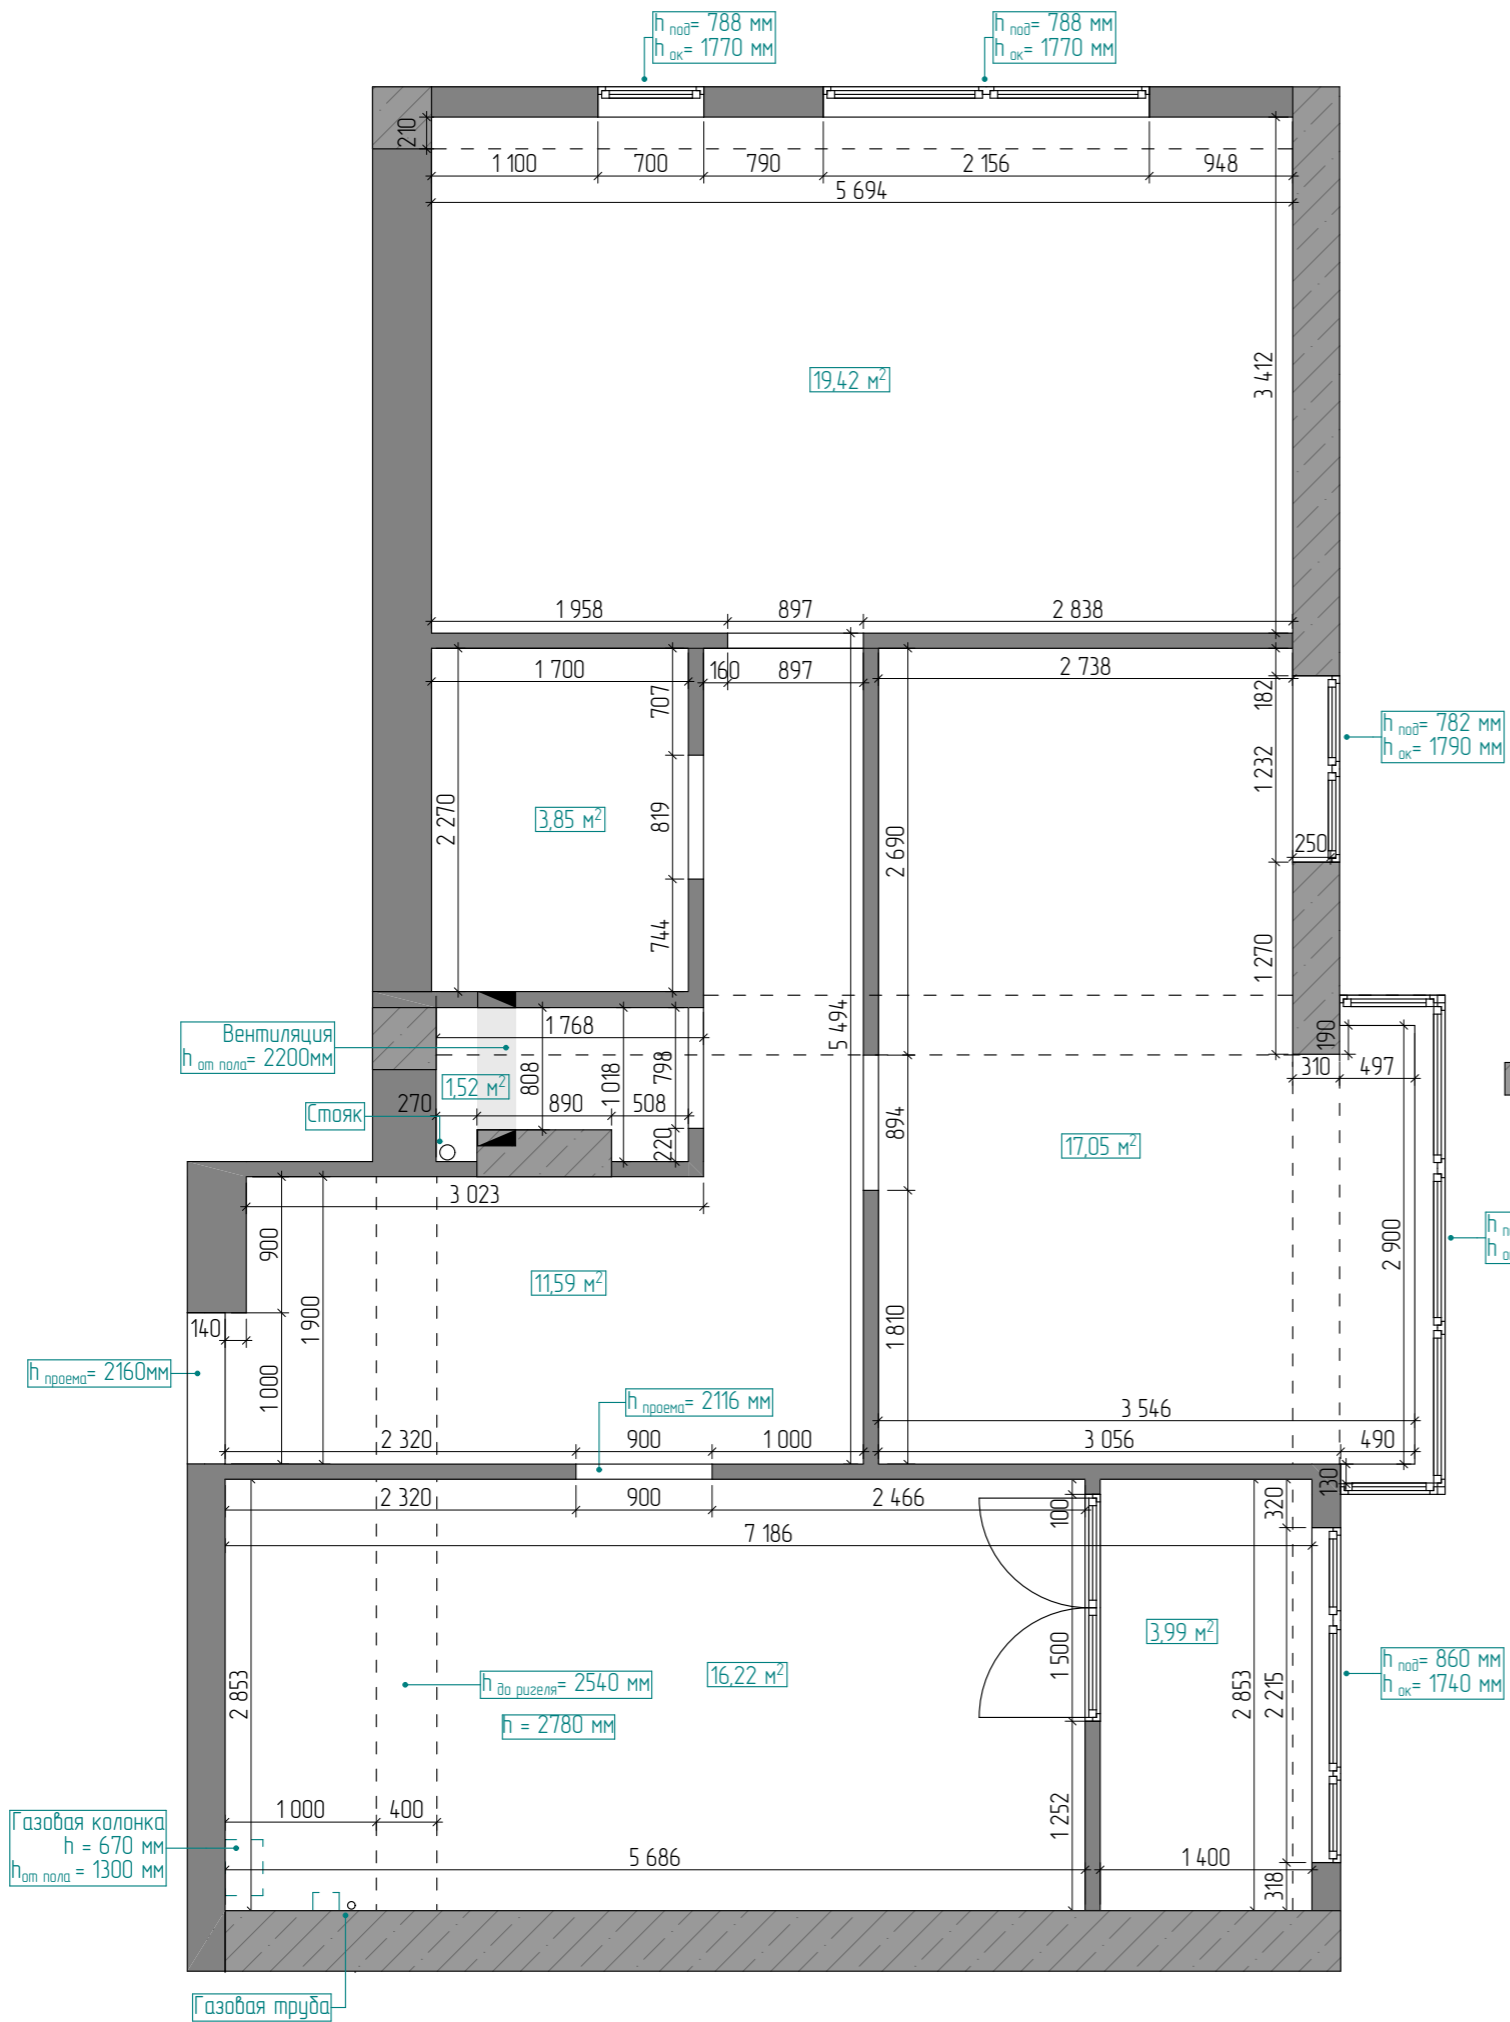 h под= 788 мм
h ок= 1770 мм
h под= 788 мм
h ок= 1770 мм
210
1 100
700
790
2 156
948
5 694
19,42 м²
3 412
1 958
897
2 838
1 700
160
897
2 738
707
182
h под= 782 мм
h ок= 1790 мм
1 232
2 270
3,85 м²
819
2 690
250
744
1 270
Вентиляция
h от пола= 2200мм
1 768
5 494
190
310
497
1,52 м²
808
1 018
798
Стояк
270
890
508
220
894
17,05 м²
3 023
900
1 900
11,59 м²
2 900
h
h
140
1 810
h проема= 2160мм
1 000
h проема= 2116 мм
3 546
2 320
900
1 000
3 056
490
130
2 320
900
2 466
100
320
7 186
3,99 м²
1 500
h под= 860 мм
h ок= 1740 мм
2 853
h до ригеля= 2540 мм
16,22 м²
2 853
2 215
h = 2780 мм
1 000
400
1 252
Газовая колонка
h = 670 мм
hот пола = 1300 мм
5 686
1 400
318
Газовая труба